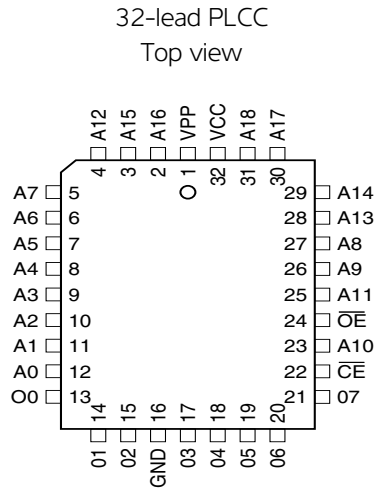 32-lead PLCC
Top view
A12 A15 A16 VPP VCC A18 A17
4 3 2 1 32 31 30
A7 5 29 A14
A6 6 28 A13
A5 7 27 A8
A4 8 26 A9
A3 9 25 A11
A2 10 24 OE
A1 11 23 A10
A0 12 22 CE
O0 13 21 07
14 15 16 17 18 19 20
01 02 GND 03 04 05 06